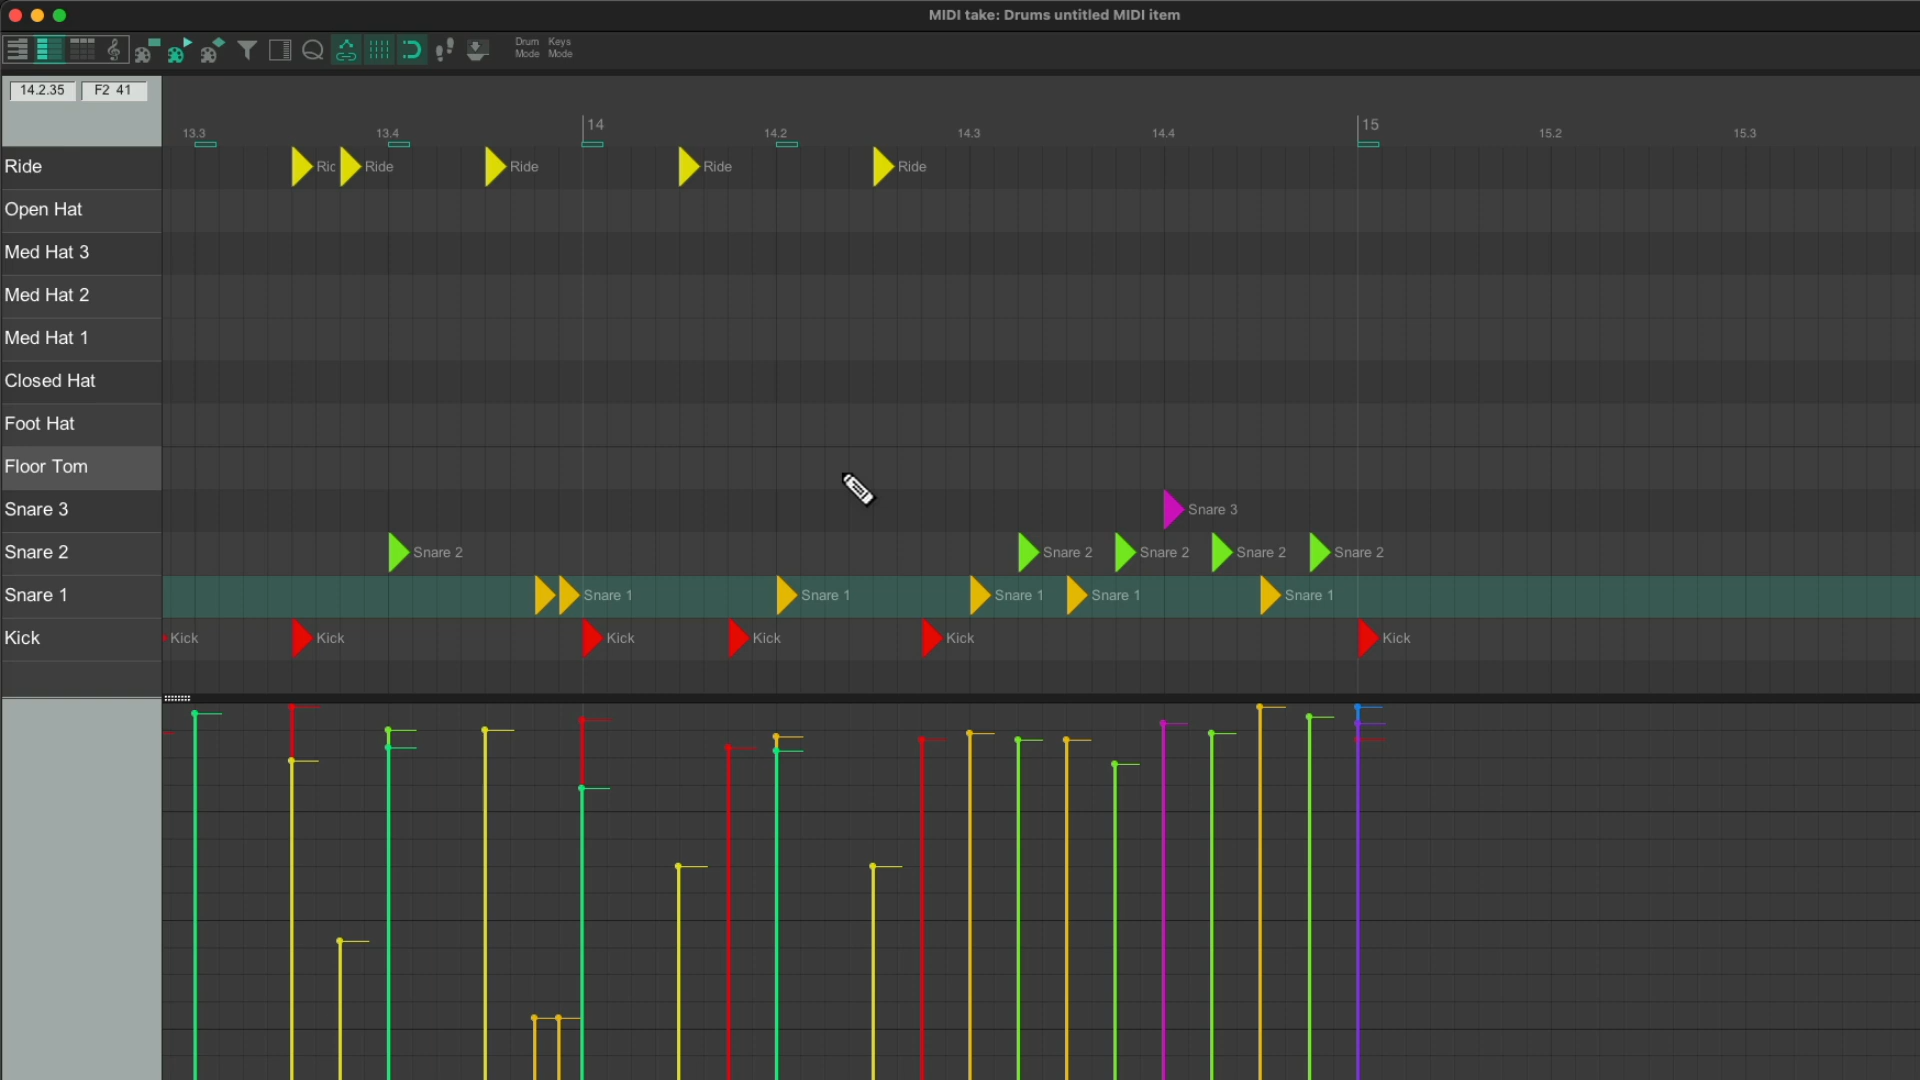 MIDI take: Drums untitled MIDI item
Drum Mode Keys Mode
14.2.35 F2 41
14 15
13.3 13.4 14.2 14.3 14.4 15.2 15.3
Ride Ric Ride Ride Ride Ride
Open Hat
Med Hat 3
Med Hat 2
Med Hat 1
Closed Hat
Foot Hat
Floor Tom
Snare 3 Snare 3
Snare 2 Snare 2 Snare 2 Snare 2 Snare 2 Snare 2
Snare 1 Snare 1 Snare 1 Snare 1 Snare 1 Snare 1
Kick Kick Kick Kick Kick Kick Kick